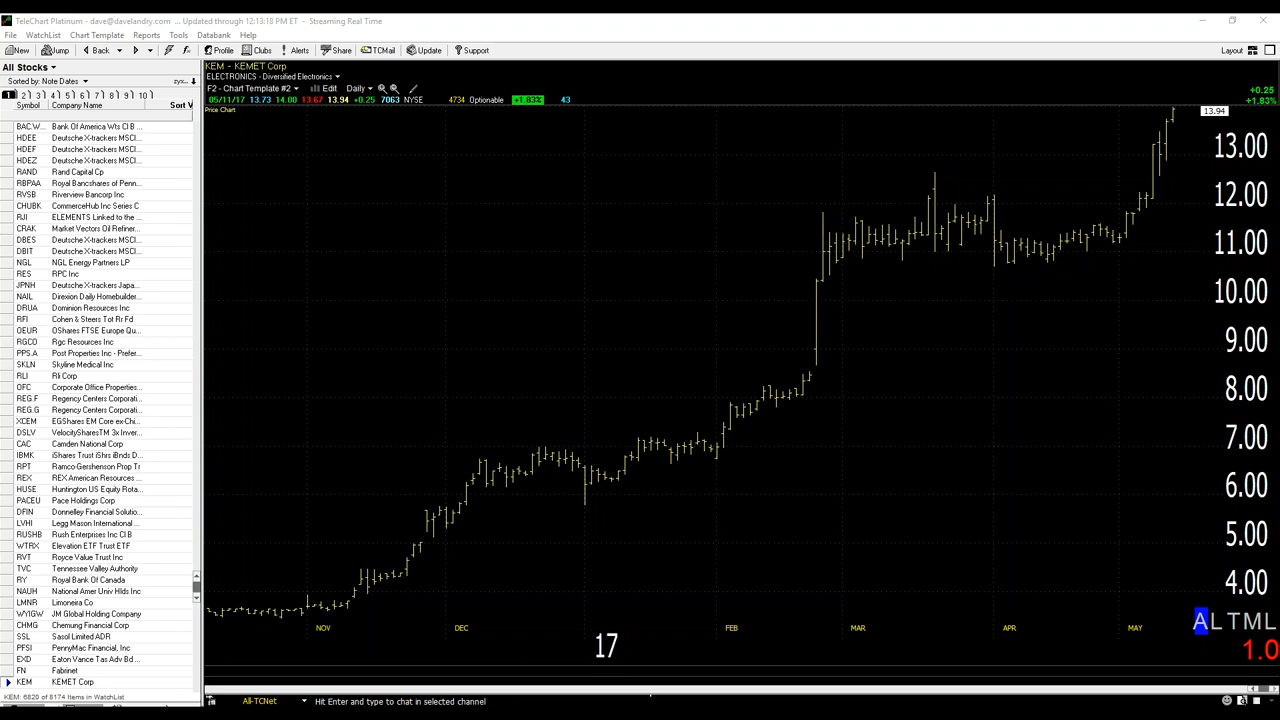 TeleChart Platinum - dave@davelandry.com ... Updated through 12:13:18 PM ET - Streaming Real Time
File WatchList Chart Template Reports Tools Databank Help
New Jump Back Profile Clubs Alerts Share TCMail Update Support Layout
All Stocks
Sorted by: Note Dates
1 2 3 4 5 6 7 8 9 10
Symbol Company Name Sort V
BAC.W... Bank Of America Wts Cl B ...
HDEE Deutsche X-trackers MSCI...
HDEF Deutsche X-trackers MSCI...
HDEZ Deutsche X-trackers MSCI...
RAND Rand Capital Cp
RBPAA Royal Bancshares of Penn...
RVSB Riverview Bancorp Inc
CHUBK CommerceHub Inc Series C
RJI ELEMENTS Linked to the ...
CRAK Market Vectors Oil Refiner...
DBES Deutsche X-trackers MSCI...
DBIT Deutsche X-trackers MSCI...
NGL NGL Energy Partners LP
RES RPC Inc
JPNH Deutsche X-trackers Japa...
NAIL Direxion Daily Homebuilder...
DRUA Dominion Resources Inc
RFI Cohen & Steers Tot Rr Fd
OEUR OShares FTSE Europe Qu...
RGCO Rgc Resources Inc
PPS.A Post Properties Inc - Prefer...
SKLN Skyline Medical Inc
RLI Rli Corp
OFC Corporate Office Properties...
REG.F Regency Centers Corporati...
REG.G Regency Centers Corporati...
XCEM EGShares EM Core ex-Chi...
DSLV VelocitySharesTM 3x Inver...
CAC Camden National Corp
IBMK iShares Trust iShrs iBnds D...
RPT Ramco-Gershenson Prop Tr
REX REX American Resources ...
HUSE Huntington US Equity Rota...
PACEU Pace Holdings Corp
DFIN Donnelley Financial Solutio...
LVHI Legg Mason International ...
RUSHB Rush Enterprises Inc Cl B
WTRX Elevation ETF Trust ETF
RVT Royce Value Trust Inc
TVC Tennessee Valley Authority
RY Royal Bank Of Canada
NAUH National Amer Univ Hlds Inc
LMNR Limoneira Co
WY1GW JM Global Holding Company
CHMG Chemung Financial Corp
SSL Sasol Limited ADR
PFSI PennyMac Financial, Inc.
EXD Eaton Vance Tas Adv Bd ...
FN Fabrinet
KEM KEMET Corp
KEM: 6820 of 8174 Items in WatchList
KEM - KEMET Corp
ELECTRONICS - Diversified Electronics
F2 - Chart Template #2 Edit Daily
05/11/17 13.73 14.00 13.67 13.94 +0.25 7063 NYSE 4734 Optionable +1.83% 43
+0.25
+1.83%
Price Chart
13.94
13.00
12.00
11.00
10.00
9.00
8.00
7.00
6.00
5.00
4.00
NOV DEC 17 FEB MAR APR MAY
ALTML
1.0
All-TCNet Hit Enter and type to chat in selected channel